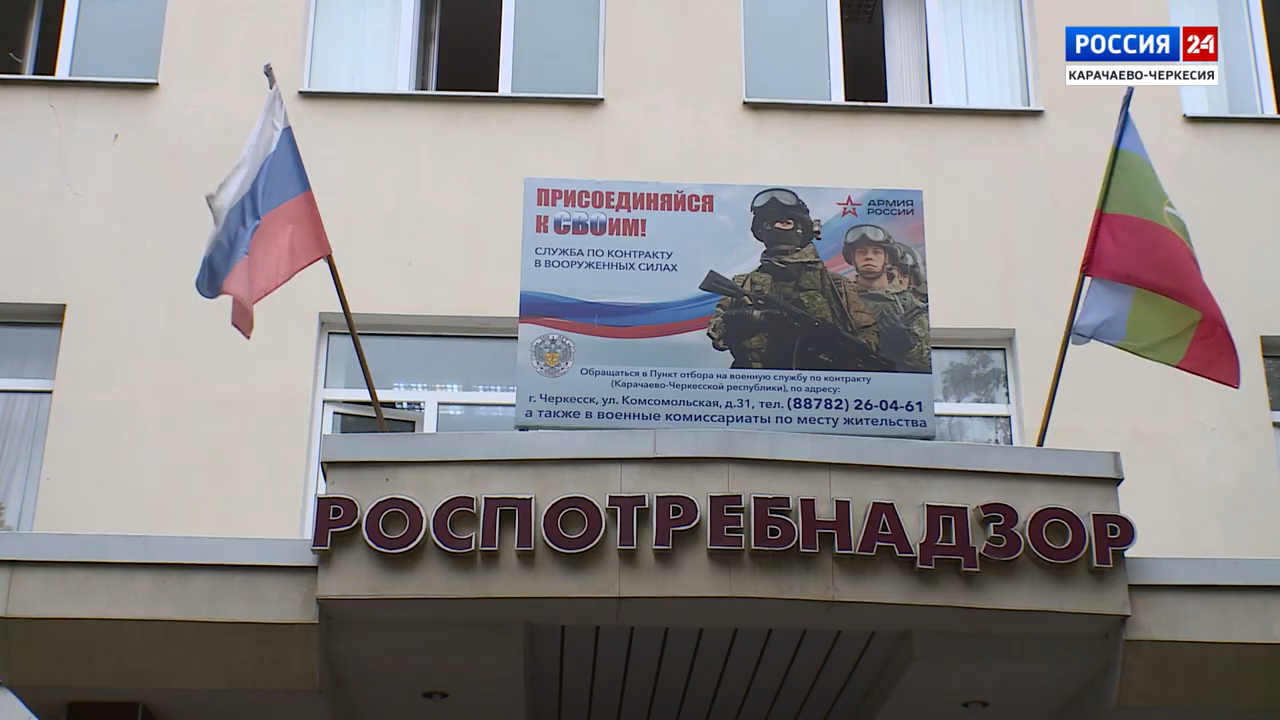 РОССИЯ 24
КАРАЧАЕВО-ЧЕРКЕСИЯ
ПРИСОЕДИНЯЙСЯ
К СВОИМ!
АРМИЯ
РОССИИ
СЛУЖБА ПО КОНТРАКТУ
В ВООРУЖЕННЫХ СИЛАХ
Обращаться в Пункт отбора на военную службу по контракту
(Карачаево-Черкесской республики), по адресу:
г. Черкесск, ул. Комсомольская, д.31, тел. (88782) 26-04-61
а также в военные комиссариаты по месту жительства
РОСПОТРЕБНАДЗОР